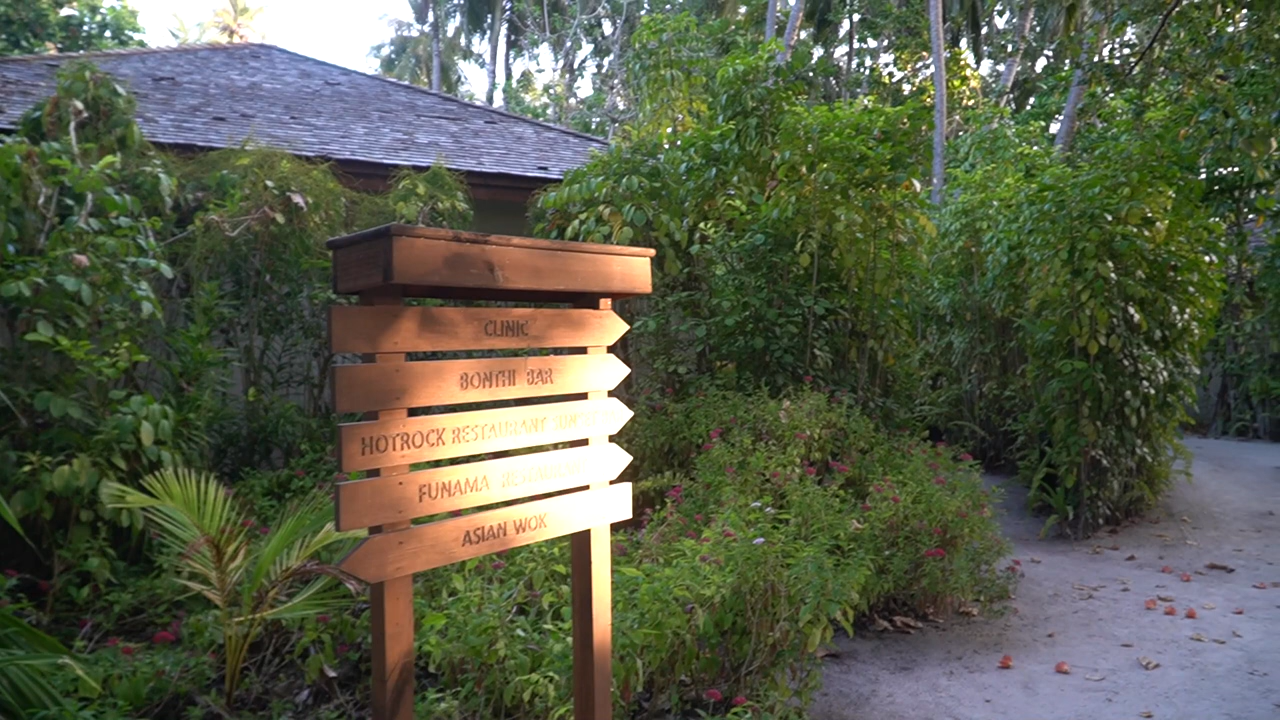 CLINIC
BONTHI BAR
HOTROCK RESTAURANT
FUNAMA
ASIAN WOK